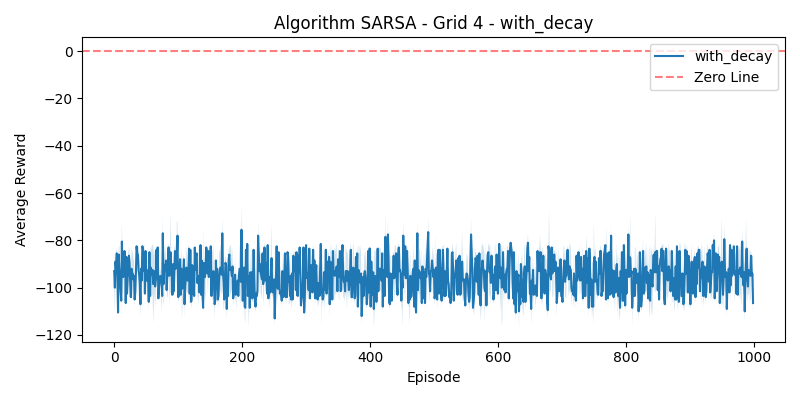 Algorithm SARSA - Grid 4 - with_decay
with_decay
Zero Line
Average Reward
0
−20
−40
−60
−80
−100
−120
0
200
400
600
800
1000
Episode